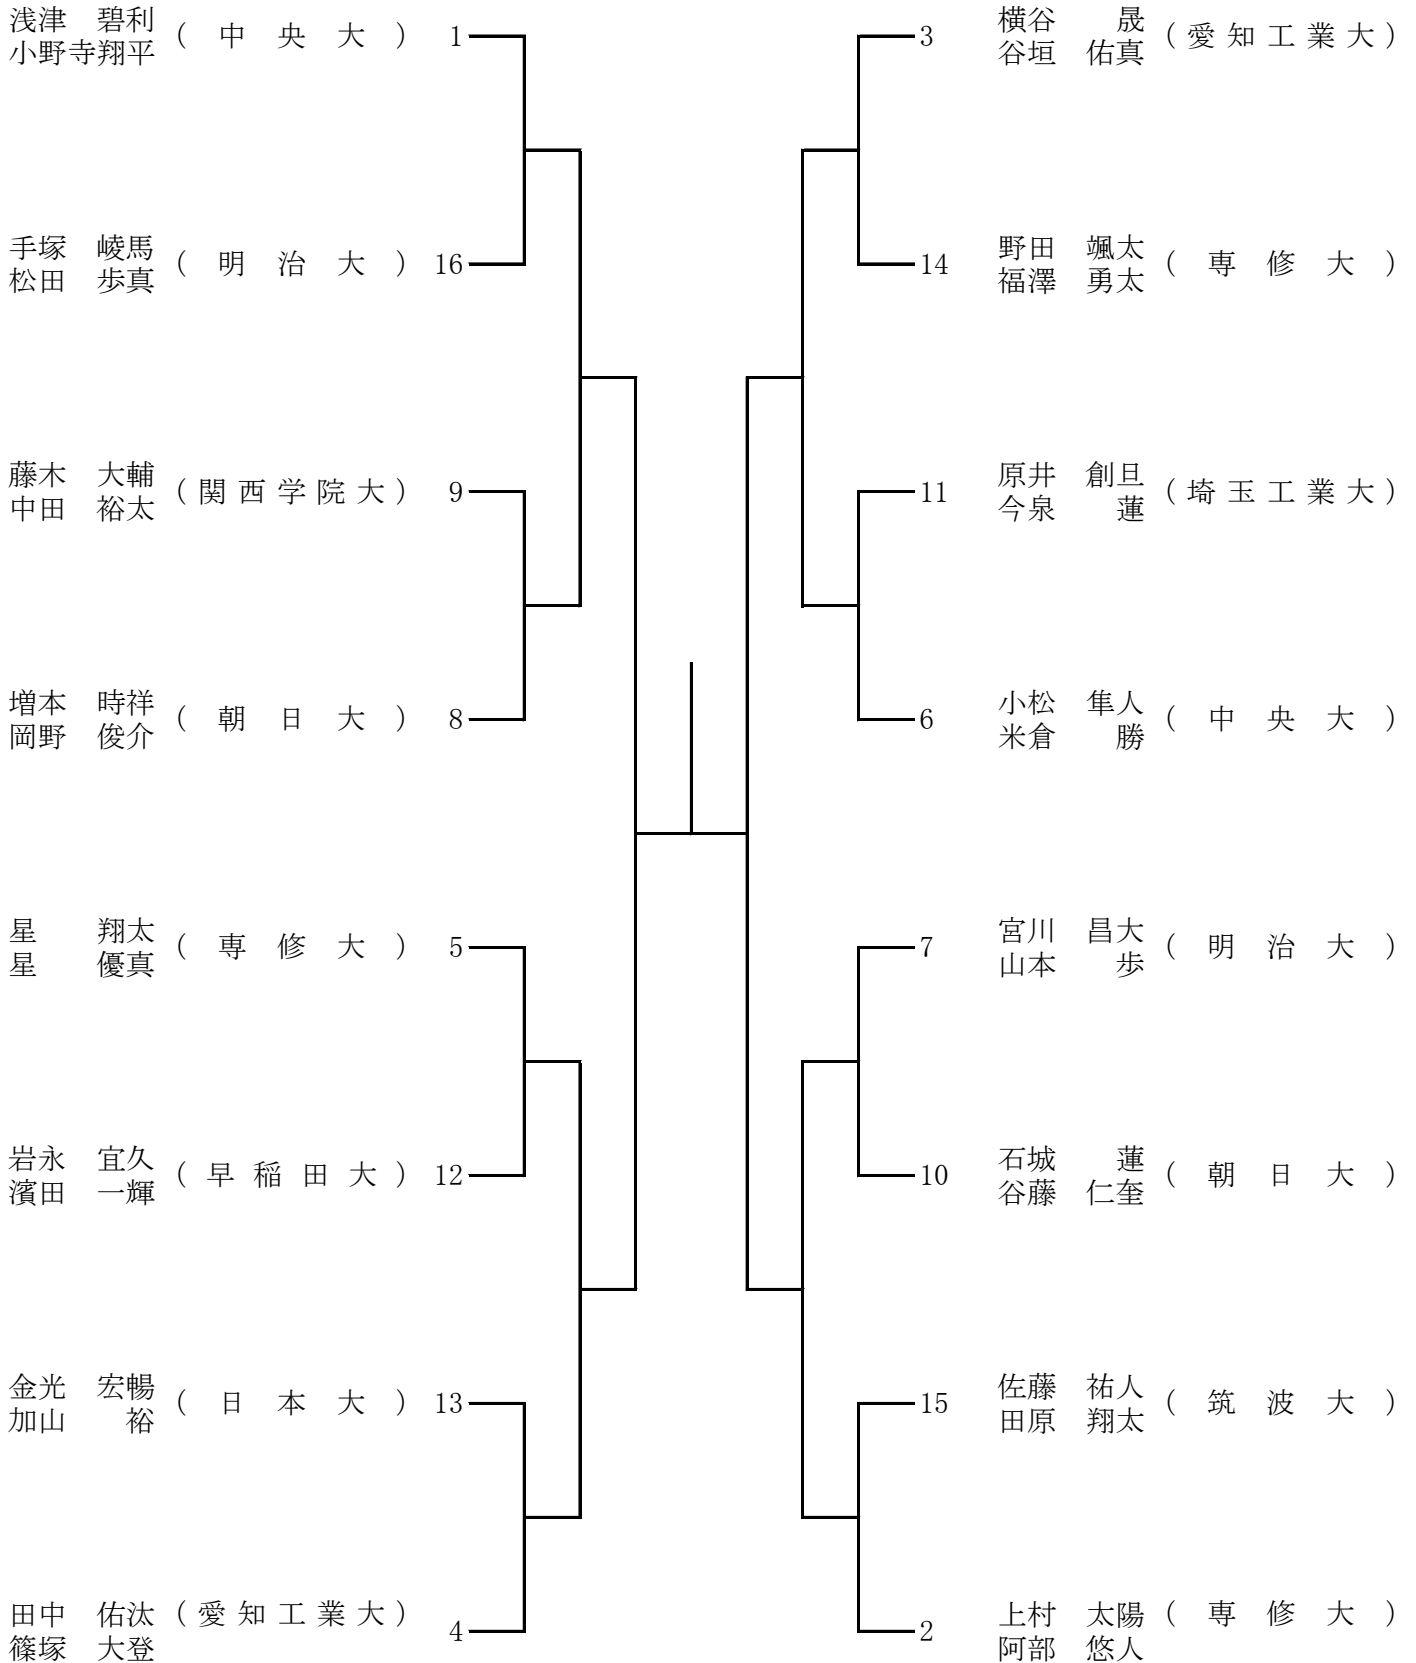 浅津　碧利
小野寺翔平
( 中 央 大 ) 1
手塚　崚馬
松田　歩真
( 明 治 大 ) 16
藤木　大輔
中田　裕太
( 関 西 学 院 大 ) 9
増本　時祥
岡野　俊介
( 朝 日 大 ) 8
星　　翔太
星　　優真
( 専 修 大 ) 5
岩永　宜久
濱田　一輝
( 早 稲 田 大 ) 12
金光　宏暢
加山　　裕
( 日 本 大 ) 13
田中　佑汰
篠塚　大登
( 愛 知 工 業 大 ) 4
3 横谷　　晟
谷垣　佑真
( 愛 知 工 業 大 )
14 野田　颯太
福澤　勇太
( 専 修 大 )
11 原井　創旦
今泉　　蓮
( 埼 玉 工 業 大 )
6 小松　隼人
米倉　　勝
( 中 央 大 )
7 宮川　昌大
山本　　歩
( 明 治 大 )
10 石城　　蓮
谷藤　仁奎
( 朝 日 大 )
15 佐藤　祐人
田原　翔太
( 筑 波 大 )
2 上村　太陽
阿部　悠人
( 専 修 大 )